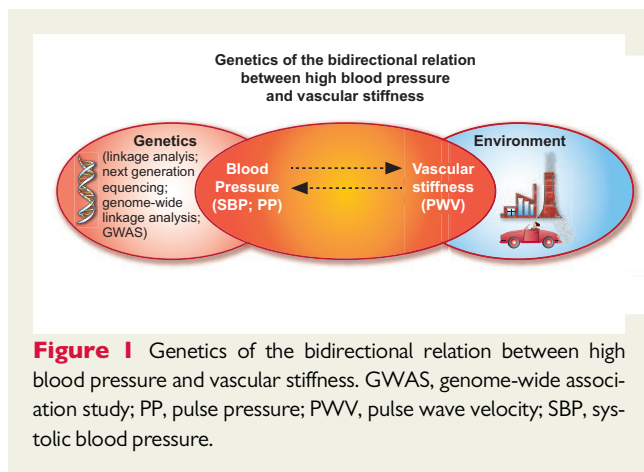 Genetics of the bidirectional relation
between high blood pressure
and vascular stiffness
Genetics
(linkage analyis;
next generation
equencing;
genome-wide
linkage analysis;
GWAS)
Blood
Pressure
(SBP; PP)
Vascular
stiffness
(PWV)
Environment
Figure 1 Genetics of the bidirectional relation between high
blood pressure and vascular stiffness. GWAS, genome-wide associ-
ation study; PP, pulse pressure; PWV, pulse wave velocity; SBP, sys-
tolic blood pressure.